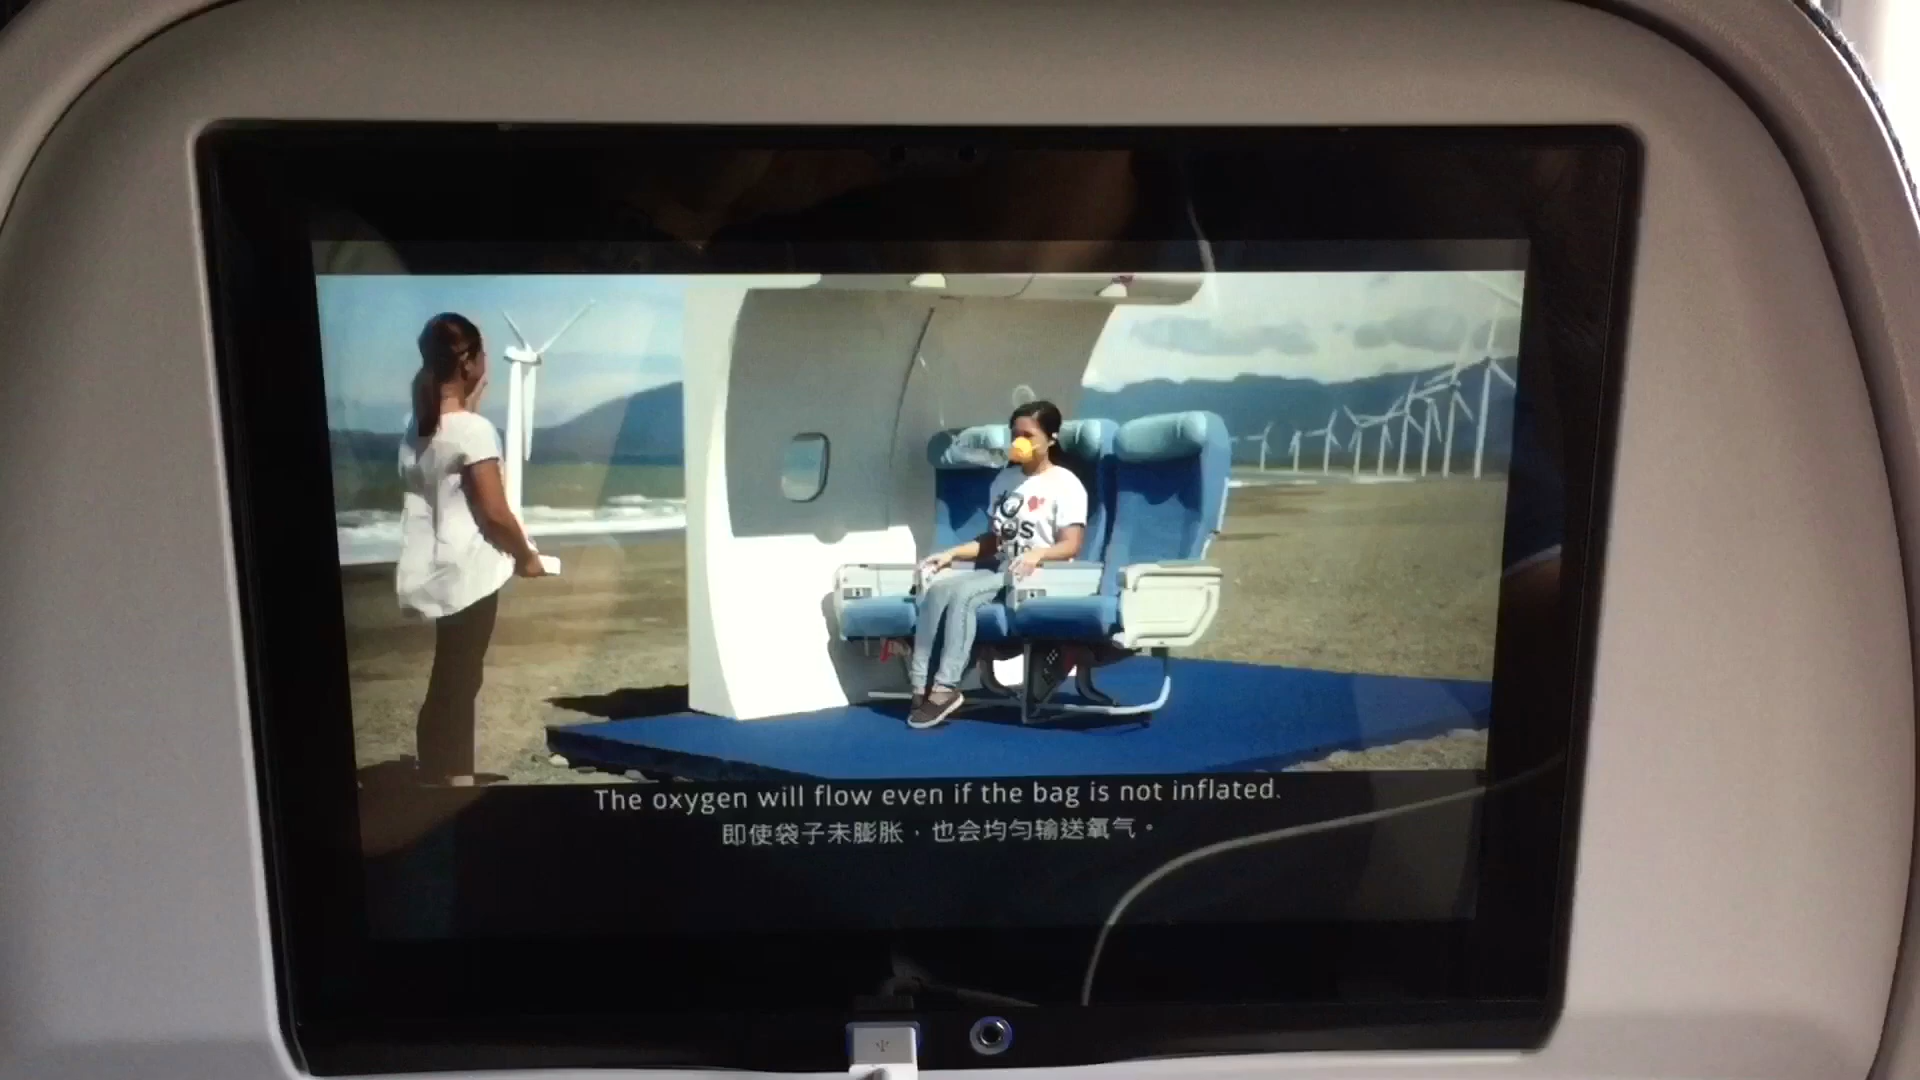 The oxygen will flow even if the bag is not inflated.
即使袋子未膨胀，也会均匀输送氧气。